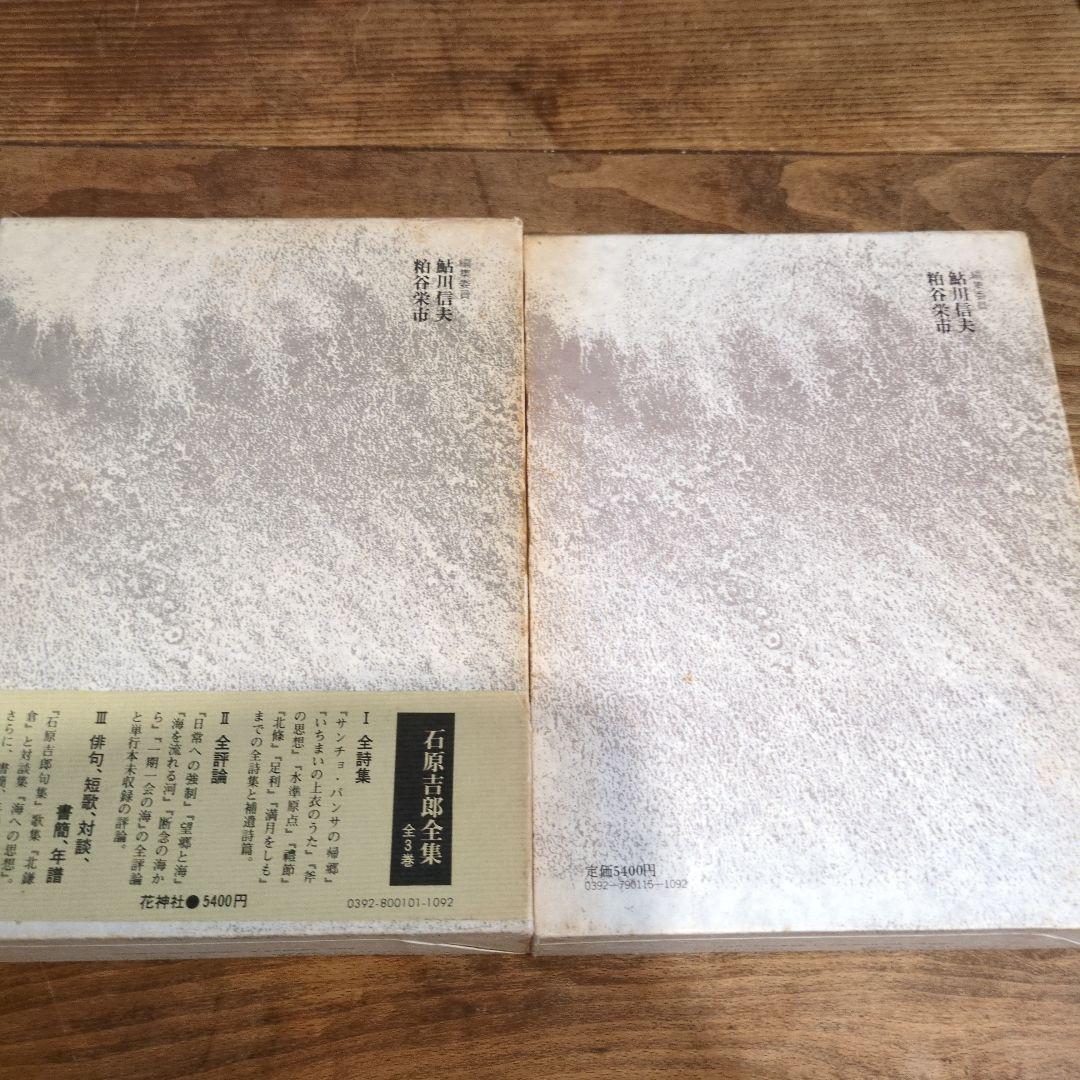 編集委員
鮎川信夫
粕谷栄市
石原吉郎全集
全3巻
Ⅰ 全詩集
『サンチョ・パンサの帰郷』
『いちまいの上衣のうた』『斧
の思想』『水準原点』『禮節』
『北條』『足利』『満月をしも』
までの全詩集と補遺詩篇。
Ⅱ 全評論
『日常への強制』『望郷と海』
『海を流れる河』『断念の海か
ら』『一期一会の海』の全評論
と単行本未収録の評論。
Ⅲ 俳句、短歌、対談、
書簡、年譜
『石原吉郎句集』歌集『北鎌
倉』と対談集『海への思想』。
さらに、書簡、
花神社●5400円
0392-800101-1092
編集委員
鮎川信夫
粕谷栄市
定価5400円
0392-790115-1092